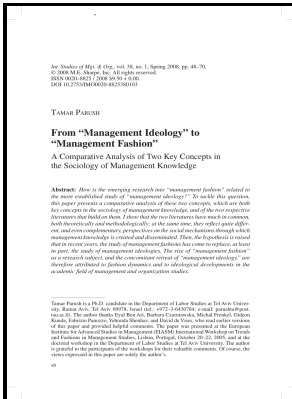 Int. Studies of Mgt. & Org., vol. 38, no. 1, Spring 2008, pp. 48–70.
© 2008 M.E. Sharpe, Inc. All rights reserved.
ISSN 0020–8825 / 2008 $9.50 + 0.00.
DOI 10.2753/IMO0020-8825380103
TAMAR PARUSH
From “Management Ideology” to
“Management Fashion”
A Comparative Analysis of Two Key Concepts in
the Sociology of Management Knowledge
Abstract: How is the emerging research into “management fashion” related to
the more established study of “management ideology?” To tackle this question,
this paper presents a comparative analysis of these two concepts, which are both
key concepts in the sociology of management knowledge, and of the two respective
literatures that build on them. I show that the two literatures have much in common,
both theoretically and methodologically; at the same time, they reflect quite differ-
ent, and even complementary, perspectives on the social mechanisms through which
management knowledge is created and disseminated. Then, the hypothesis is raised
that in recent years, the study of management fashions has come to replace, at least
in part, the study of management ideologies. The rise of “management fashion”
as a research subject, and the concomitant retreat of “management ideology,” are
therefore attributed to fashion dynamics and to ideological developments in the
academic field of management and organization studies.
Tamar Parush is a Ph.D. candidate in the Department of Labor Studies at Tel Aviv Univer-
sity, Ramat Aviv, Tel Aviv 69978, Israel (tel.: +972–3–6430784; e-mail: parushta@post.
tau.ac.il). The author thanks Eyal Ben Ari, Barbara Czarniawska, Michal Frenkel, Gideon
Kunda, Fabrizio Panozzo, Yehouda Shenhav, and David de Vries, who read earlier versions
of this paper and provided helpful comments. The paper was presented at the European
Institute for Advanced Studies in Management (EIASM) International Workshop on Trends
and Fashions in Management Studies, Lisbon, Portugal, October 20–22, 2005, and at the
doctoral workshop in the Department of Labor Studies at Tel Aviv University. The author
is grateful to the participants of the workshops for their valuable comments. Of course, the
views expressed in this paper are solely the author’s.
48